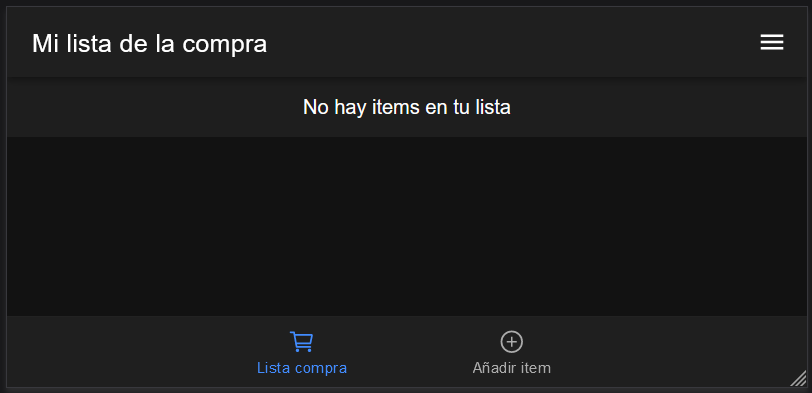 Mi lista de la compra
No hay items en tu lista
Lista compra
Añadir item